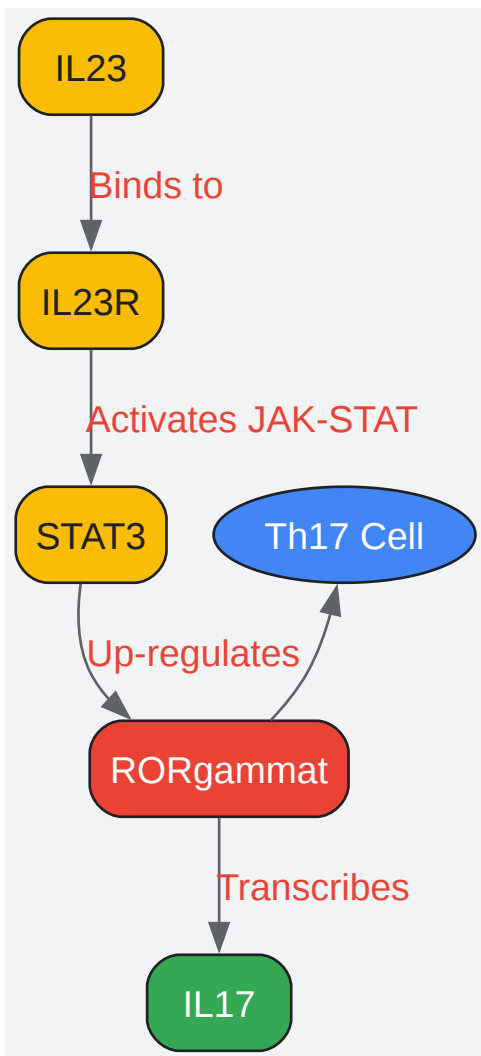 IL23
Binds to
IL23R
Activates JAK-STAT
STAT3
Th17 Cell
Up-regulates
RORgammat
Transcribes
IL17